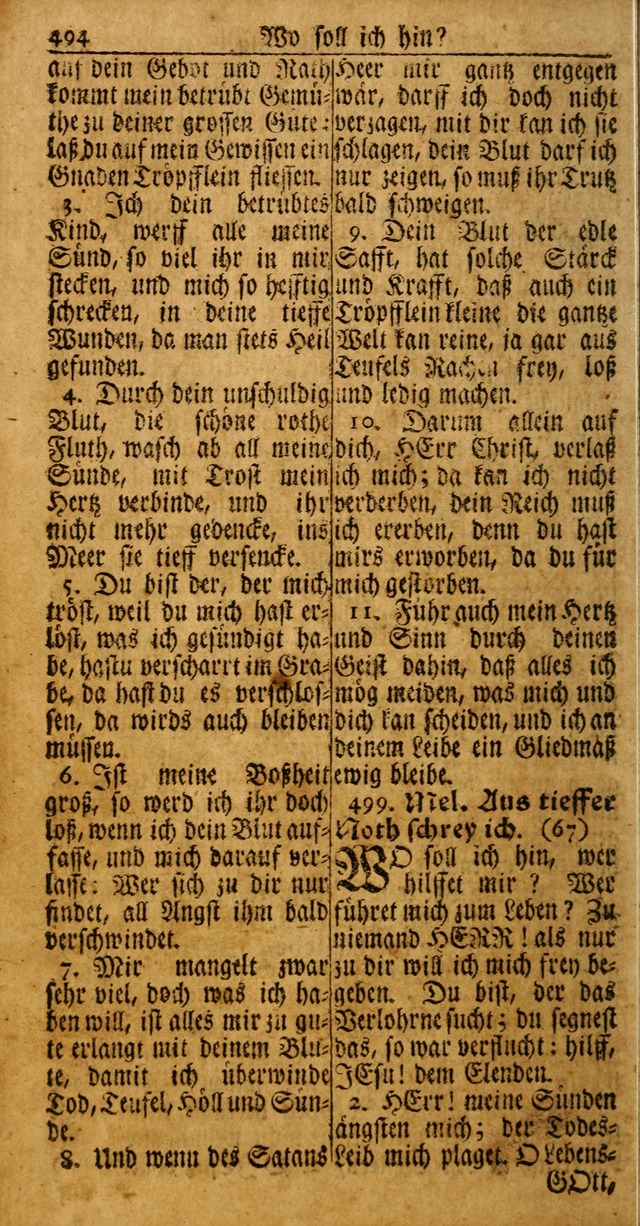 494 Wo soll ich hin?
auf dein Gebot und Rath
kommt mein betrübt Gemü-
the zu deiner grossen Güte:
laß du auf mein Gewissen ein
Gnaden Tröpfflein fliessen.
3. Ich dein betrübtes
Kind, werff alle meine
Sünd, so viel ihr in mir
stecken, und mich so hefftig
schrecken, in deine tieffe
Wunden, da man stets Heil
gefunden.
4. Durch dein unschuldig
Blut, die schöne rothe
Fluth, wasch ab all meine
Sünde, mit Trost mein
Hertz verbinde, und ihr
nicht mehr gedencke, ins
Meer sie tieff versencke.
5. Du bist der, der mich
tröst, weil du mich hast er-
löst, was ich gesündigt ha-
be, hastu verscharrt im Gra-
be, da hast du es verschlos-
sen, da wirds auch bleiben
müssen.
6. Ist meine Boßheit
groß, so werd ich ihr doch
loß, wenn ich dein Blut auf-
fasse, und mich darauf ver-
lasse: Wer sich zu dir nur
findet, all Angst ihm bald
verschwindet.
7. Mir mangelt zwar
sehr viel, doch was ich ha-
ben will, ist alles mir zu gu-
te erlangt mit deinem Blu-
te, damit ich überwinde
Tod, Teufel, Höll und Sün-
de.
8. Und wenn des Satans
Heer mir gantz entgegen
wär, darff ich doch nicht
verzagen, mit dir kan ich sie
schlagen, dein Blut darf ich
nur zeigen, so muß ihr Trutz
bald schweigen.
9. Dein Blut der edle
Safft, hat solche Stärck
und Krafft, daß auch ein
Tröpfflein kleine die gantze
Welt kan reine, ja gar aus
Teufels Rachen frey, loß
und ledig machen.
10. Darum allein auf
dich, HErr Christ, verlaß
ich mich; da kan ich nicht
verderben, dein Reich muß
ich ererben, denn du hast
mirs erworben, da du für
mich gestorben.
11. Führ auch mein Hertz
und Sinn durch deinen
Geist dahin, daß alles ich
mög meiden, was mich und
dich kan scheiden, und ich an
deinem Leibe ein Gliedmaß
ewig bleibe.
499. Mel. Aus tieffer
Noth schrey ich. (67)
WO soll ich hin, wer
hilffet mir? Wer
führet mich zum Leben? Zu
niemand HERR! als nur
zu dir will ich mich frey be-
geben. Du bist, der das
Verlohrne sucht; du segnest
das, so war verflucht: hilff,
JEsu! dem Elenden.
2. HErr! meine Sünden
ängsten mich; der Todes-
Leib mich plaget. O Lebens-
GOtt,